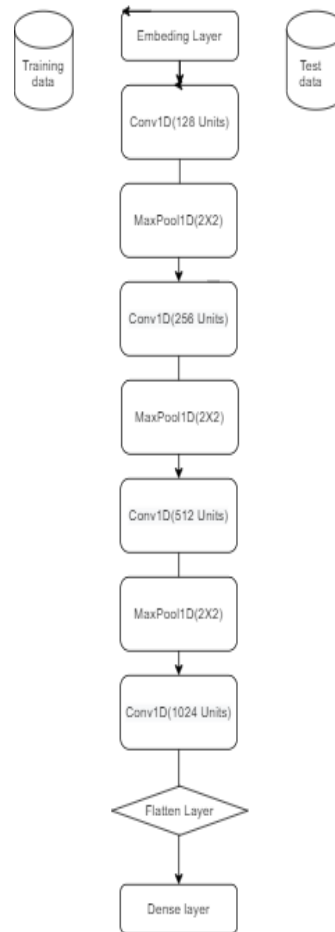 Training
data
Embeding Layer
Test
data
Conv1D(128 Units)
MaxPool1D(2X2)
Conv1D(256 Units)
MaxPool1D(2X2)
Conv1D(512 Units)
MaxPool1D(2X2)
Conv1D(1024 Units)
Flatten Layer
Dense layer